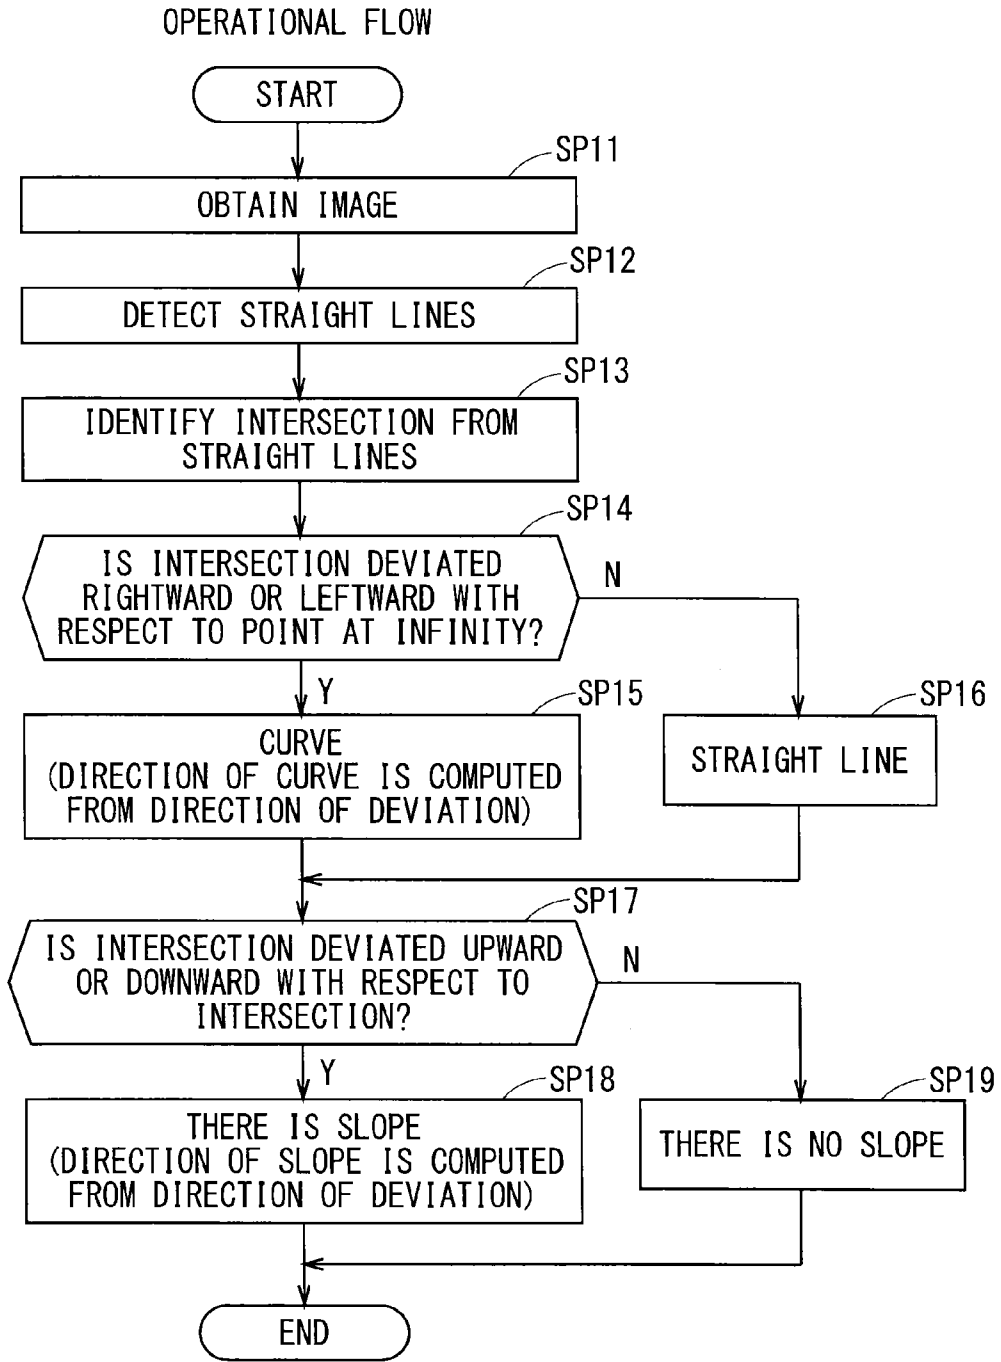 OPERATIONAL FLOW
START
SP11
OBTAIN IMAGE
SP12
DETECT STRAIGHT LINES
SP13
IDENTIFY INTERSECTION FROM
STRAIGHT LINES
SP14
IS INTERSECTION DEVIATED
RIGHTWARD OR LEFTWARD WITH
RESPECT TO POINT AT INFINITY?
N
Y
SP15
CURVE
(DIRECTION OF CURVE IS COMPUTED
FROM DIRECTION OF DEVIATION)
SP16
STRAIGHT LINE
SP17
IS INTERSECTION DEVIATED UPWARD
OR DOWNWARD WITH RESPECT TO
INTERSECTION?
N
Y
SP18
THERE IS SLOPE
(DIRECTION OF SLOPE IS COMPUTED
FROM DIRECTION OF DEVIATION)
SP19
THERE IS NO SLOPE
END